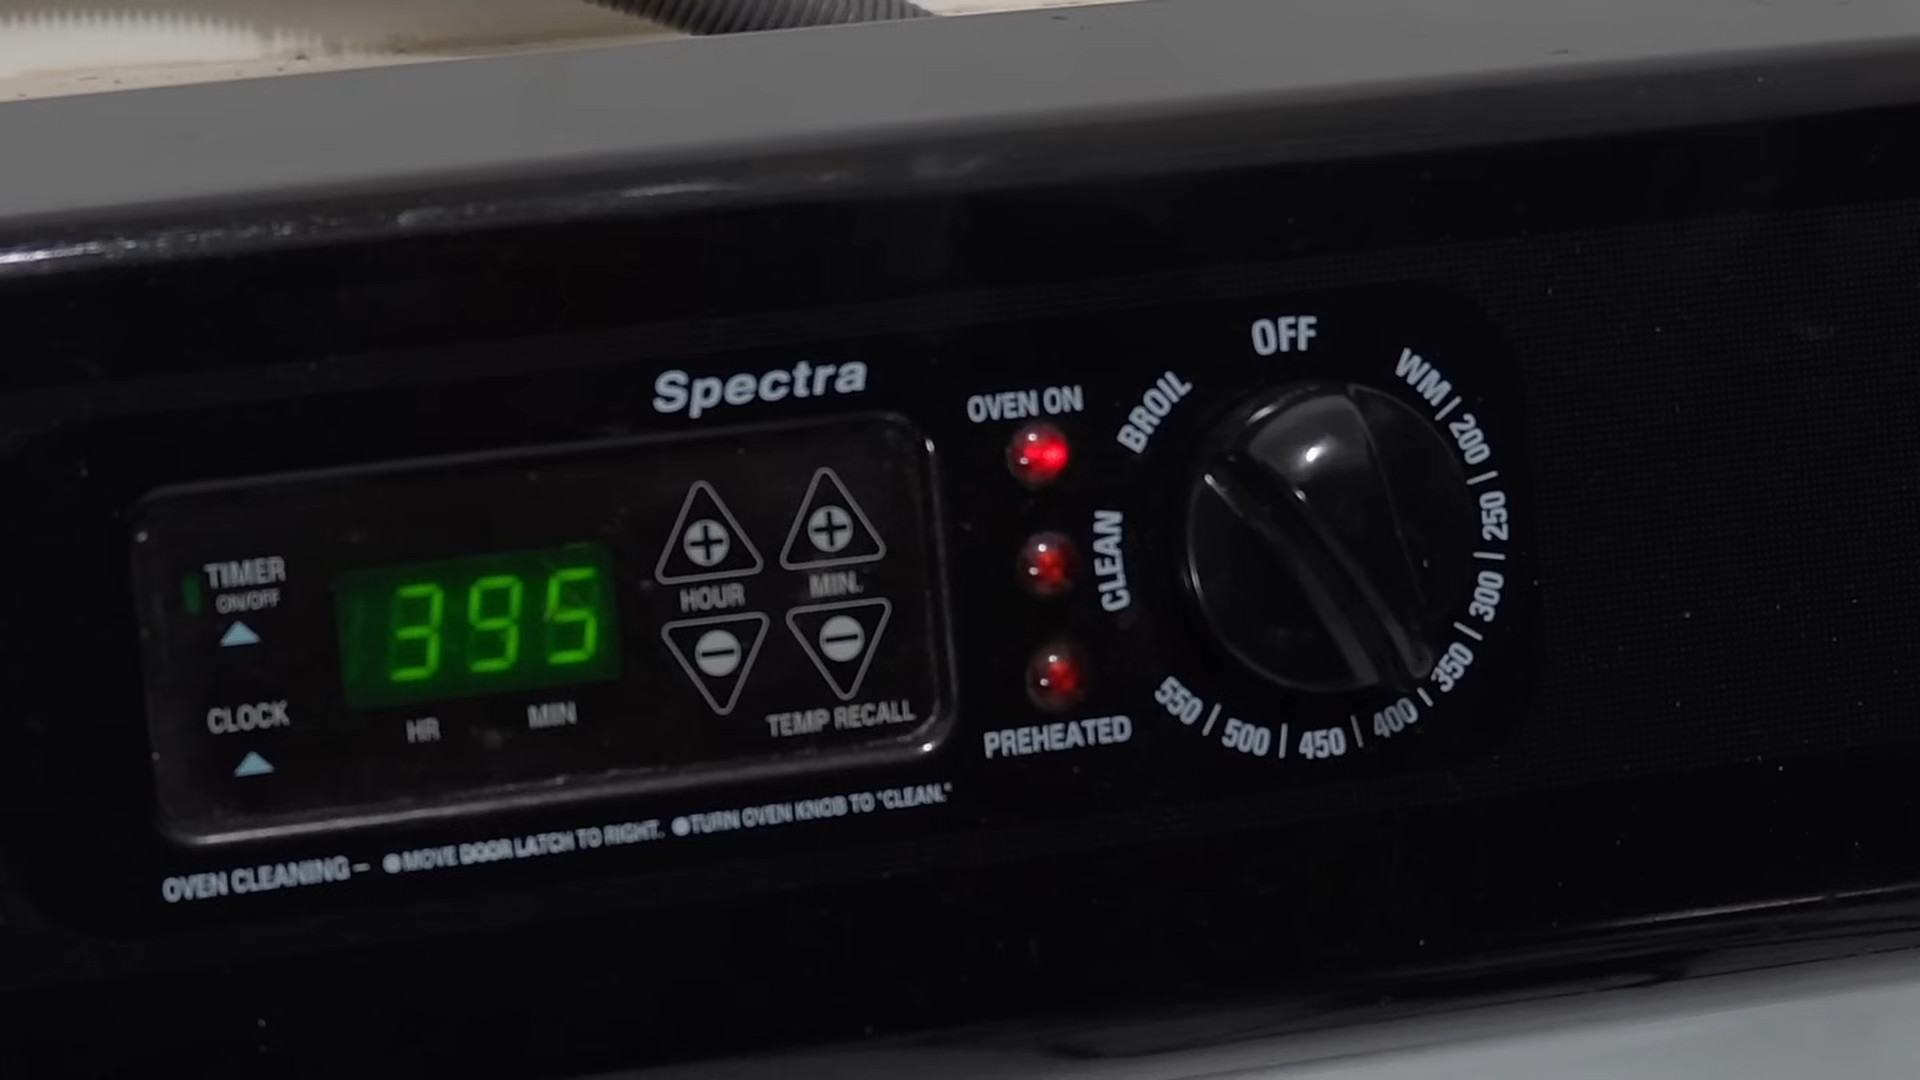 Spectra
OFF
BROIL
WM | 200 | 250 | 300 | 350 | 400 | 450 | 500 | 550
CLEAN
OVEN ON
PREHEATED
TIMER
ON/OFF
395
HOUR
MIN.
CLOCK
HR
MIN
TEMP RECALL
OVEN CLEANING – ●MOVE DOOR LATCH TO RIGHT. ●TURN OVEN KNOB TO "CLEAN."